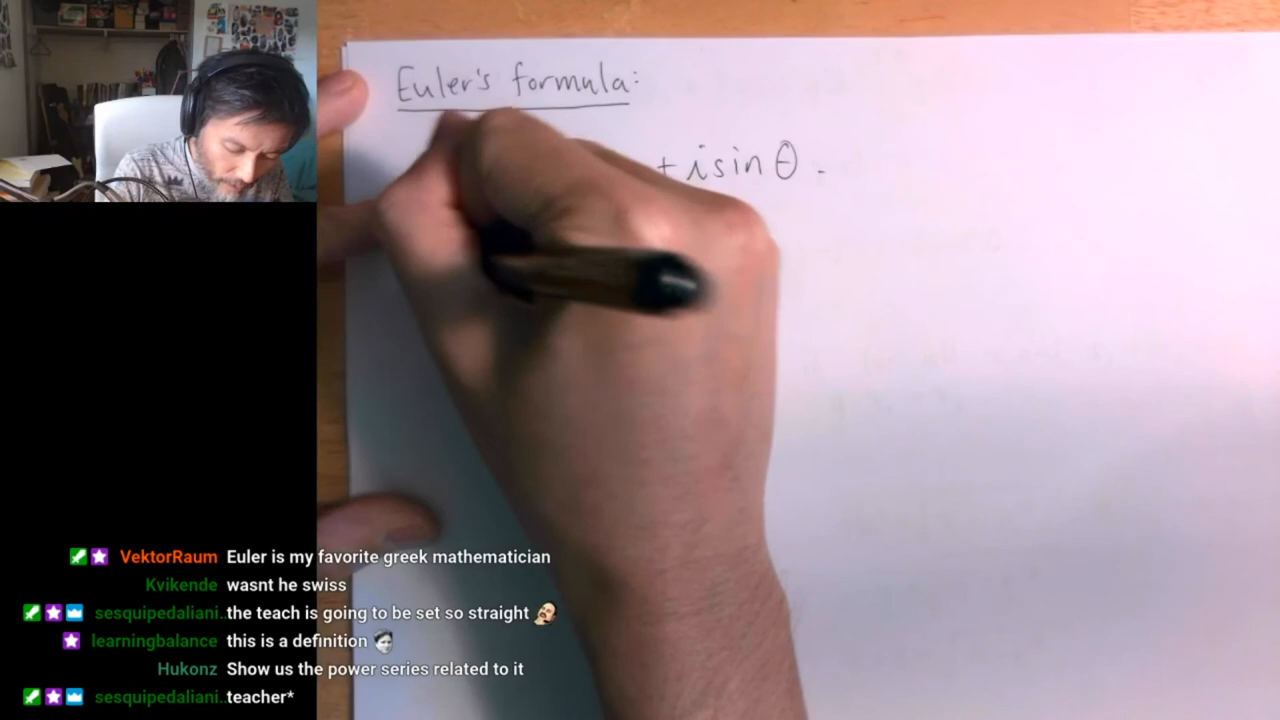 Euler's formula:
+ i sin θ.
VektorRaum Euler is my favorite greek mathematician
Kvikende wasnt he swiss
sesquipedaliani.. the teach is going to be set so straight
learningbalance this is a definition
Hukonz Show us the power series related to it
sesquipedaliani.. teacher*